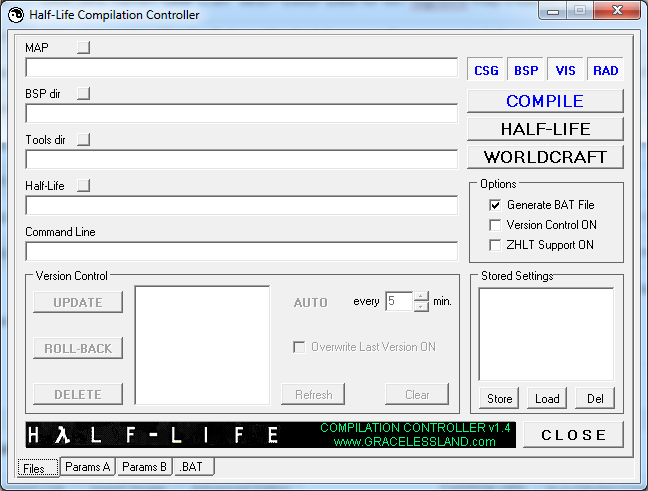 Half-Life Compilation Controller
MAP
BSP dir
Tools dir
Half-Life
Command Line
CSG BSP VIS RAD
COMPILE
HALF-LIFE
WORLDCRAFT
Options
Generate BAT File
Version Control ON
ZHLT Support ON
Version Control
UPDATE
ROLL-BACK
DELETE
AUTO every 5 min.
Overwrite Last Version ON
Refresh Clear
Stored Settings
Store Load Del
H λ L F - L I F E
COMPILATION CONTROLLER v1.4
www.GRACELESSLAND.com
CLOSE
Files Params A Params B .BAT